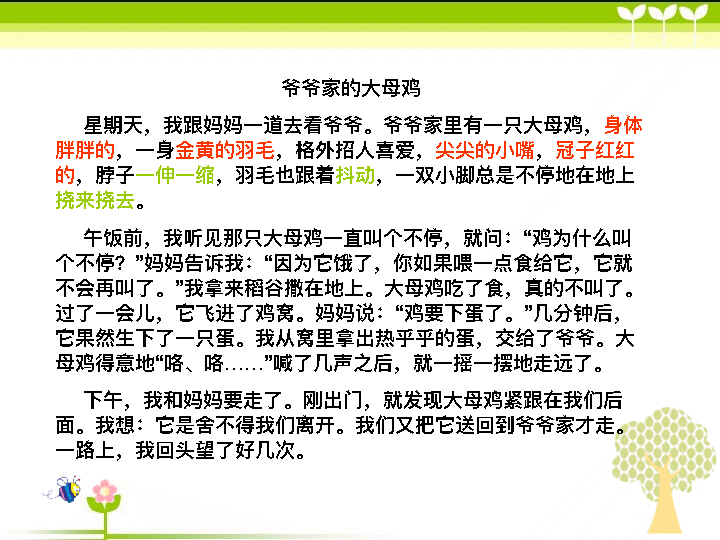 爷爷家的大母鸡
星期天，我跟妈妈一道去看爷爷。爷爷家里有一只大母鸡，身体
胖胖的，一身金黄的羽毛，格外招人喜爱，尖尖的小嘴，冠子红红
的，脖子一伸一缩，羽毛也跟着抖动，一双小脚总是不停地在地上
挠来挠去。
午饭前，我听见那只大母鸡一直叫个不停，就问：“鸡为什么叫
个不停？”妈妈告诉我：“因为它饿了，你如果喂一点食给它，它就
不会再叫了。”我拿来稻谷撒在地上。大母鸡吃了食，真的不叫了。
过了一会儿，它飞进了鸡窝。妈妈说：“鸡要下蛋了。”几分钟后，
它果然生下了一只蛋。我从窝里拿出热乎乎的蛋，交给了爷爷。大
母鸡得意地“咯、咯……”喊了几声之后，就一摇一摆地走远了。
下午，我和妈妈要走了。刚出门，就发现大母鸡紧跟在我们后
面。我想：它是舍不得我们离开。我们又把它送回到爷爷家才走。
一路上，我回头望了好几次。